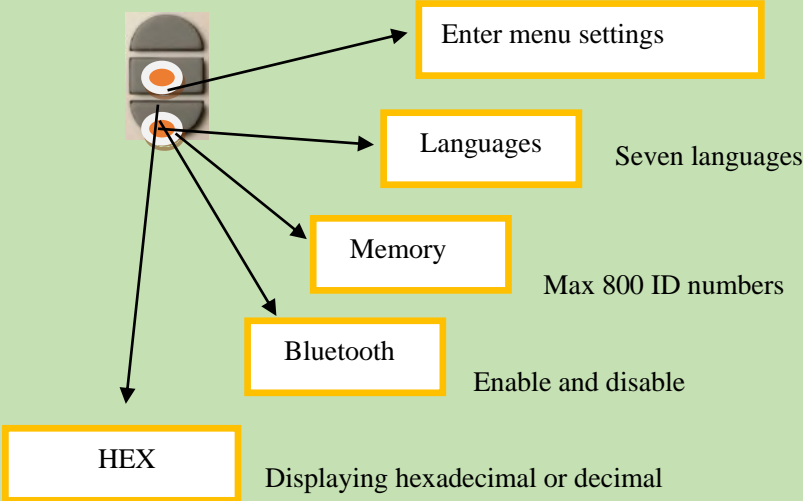 Enter menu settings
Languages
Seven languages
Memory
Max 800 ID numbers
Bluetooth
Enable and disable
HEX
Displaying hexadecimal or decimal